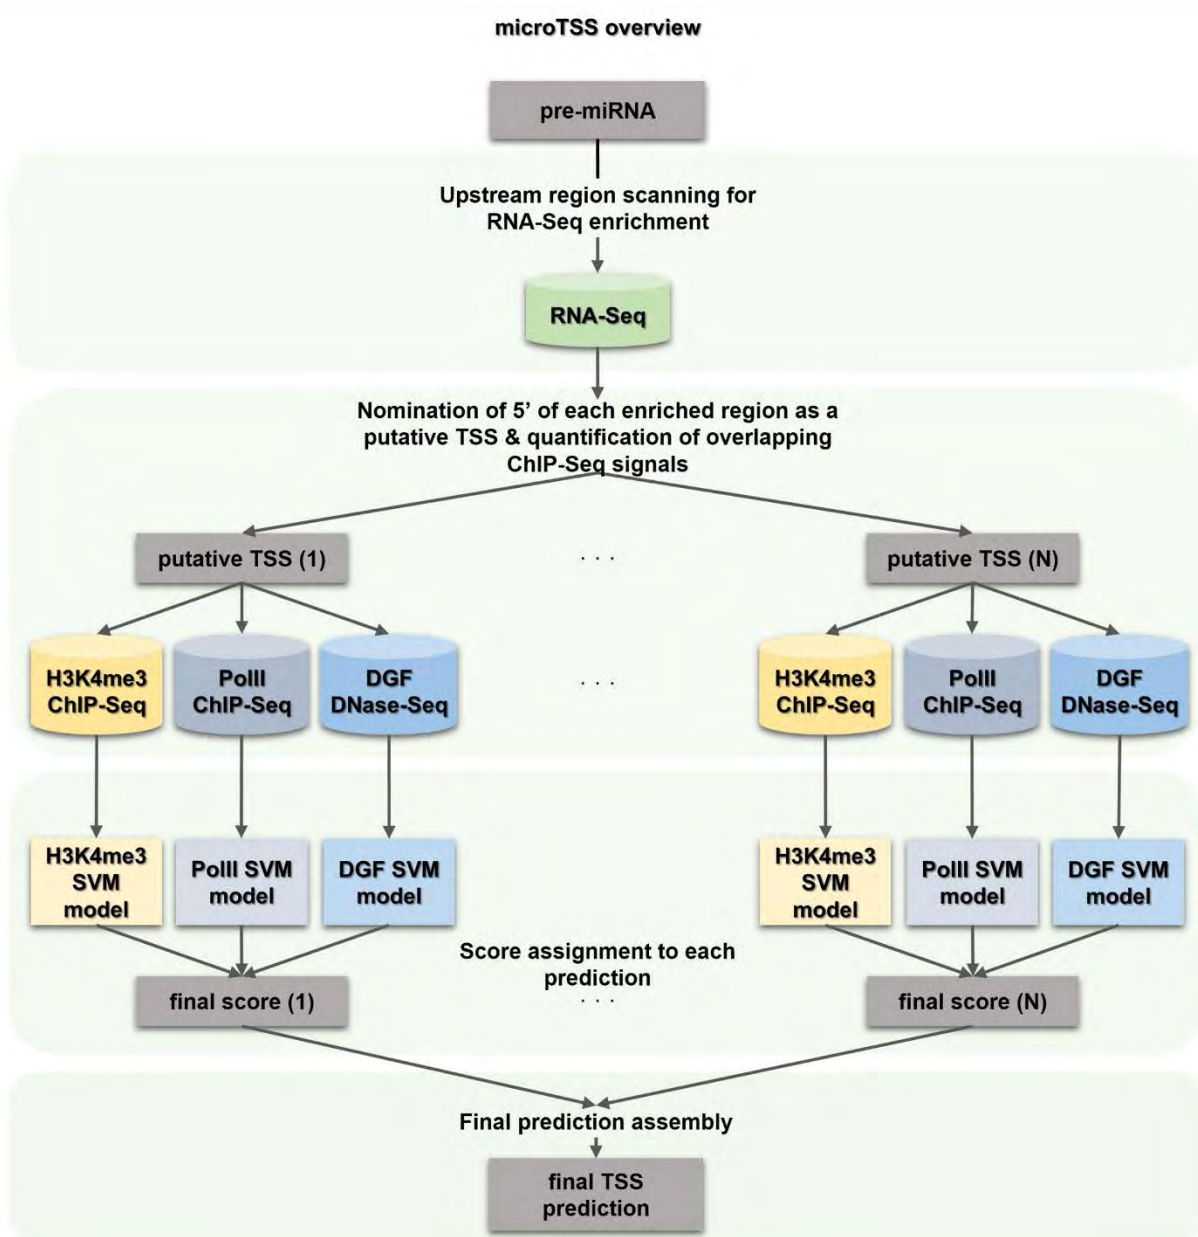 microTSS overview
pre-miRNA
Upstream region scanning for
RNA-Seq enrichment
RNA-Seq
Nomination of 5' of each enriched region as a
putative TSS & quantification of overlapping
ChIP-Seq signals
putative TSS (1)
. . .
putative TSS (N)
H3K4me3
ChIP-Seq
PolII
ChIP-Seq
DGF
DNase-Seq
. . .
H3K4me3
ChIP-Seq
PolII
ChIP-Seq
DGF
DNase-Seq
H3K4me3
SVM
model
PolII SVM
model
DGF SVM
model
H3K4me3
SVM
model
PolII SVM
model
DGF SVM
model
Score assignment to each
prediction
final score (1)
. . .
final score (N)
Final prediction assembly
final TSS
prediction